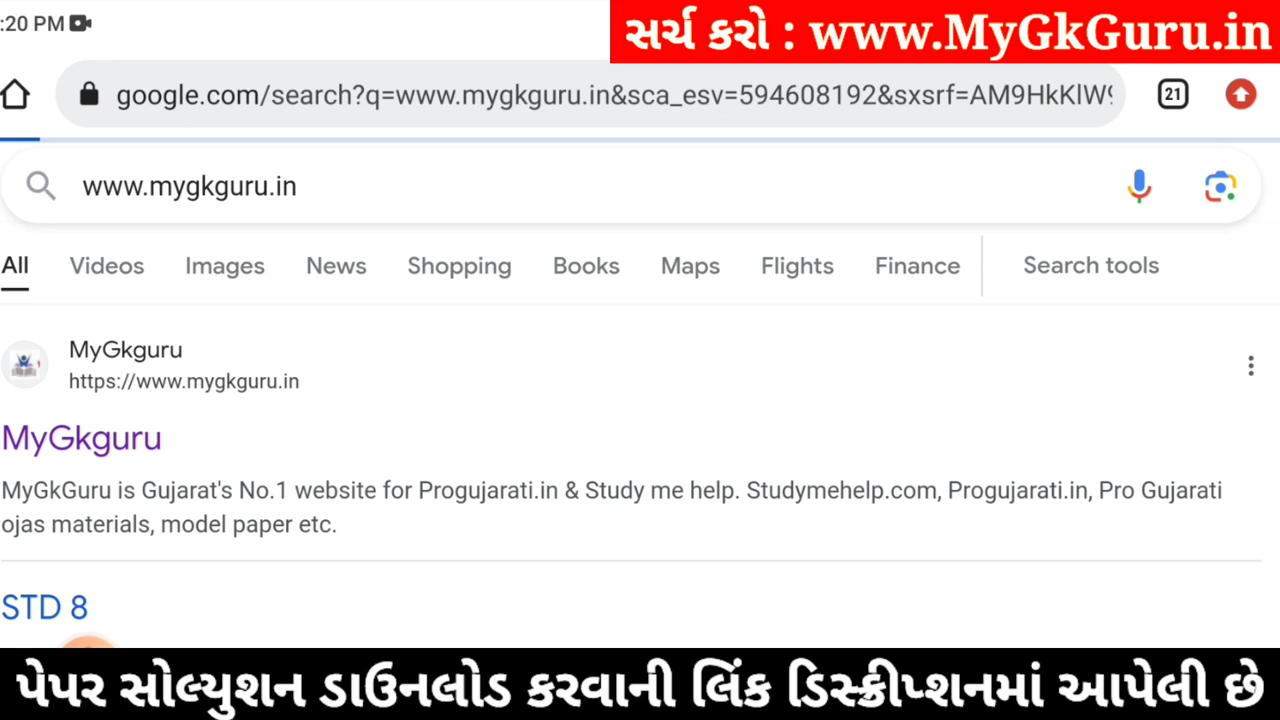 :20 PM
સર્ચ કરો : www.MyGkGuru.in
google.com/search?q=www.mygkguru.in&sca_esv=594608192&sxsrf=AM9HkKlW
21
www.mygkguru.in
All Videos Images News Shopping Books Maps Flights Finance Search tools
MyGkguru
https://www.mygkguru.in
MyGkguru
MyGkGuru is Gujarat's No.1 website for Progujarati.in & Study me help. Studymehelp.com, Progujarati.in, Pro Gujarati
ojas materials, model paper etc.
STD 8
પેપર સોલ્યુશન ડાઉનલોડ કરવાની લિંક ડિસ્ક્રીપ્શનમાં આપેલી છે